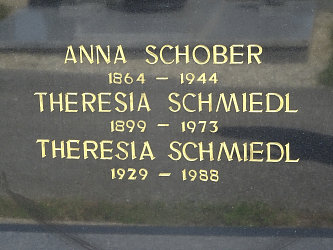 ANNA SCHOBER
1864 – 1944
THERESIA SCHMIEDL
1899 – 1973
THERESIA SCHMIEDL
1929 – 1988